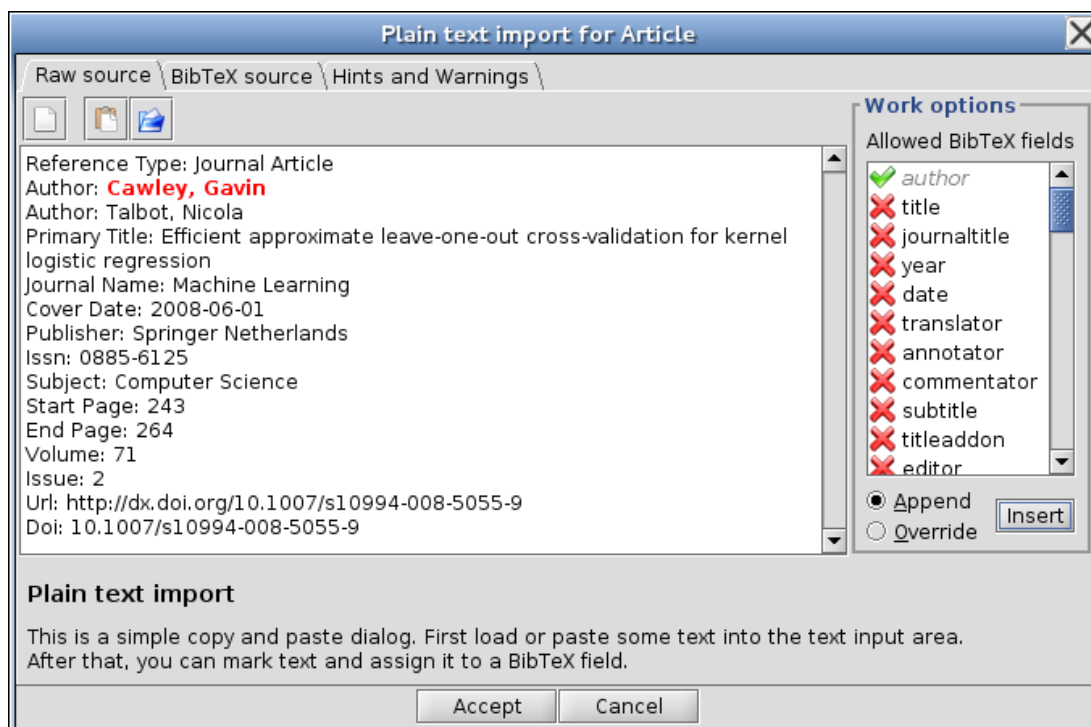 Plain text import for Article
Raw source
BibTeX source
Hints and Warnings
Reference Type: Journal Article
Author: Cawley, Gavin
Author: Talbot, Nicola
Primary Title: Efficient approximate leave-one-out cross-validation for kernel
logistic regression
Journal Name: Machine Learning
Cover Date: 2008-06-01
Publisher: Springer Netherlands
Issn: 0885-6125
Subject: Computer Science
Start Page: 243
End Page: 264
Volume: 71
Issue: 2
Url: http://dx.doi.org/10.1007/s10994-008-5055-9
Doi: 10.1007/s10994-008-5055-9
Work options
Allowed BibTeX fields
author
title
journaltitle
year
date
translator
annotator
commentator
subtitle
titleaddon
editor
Append
Override
Insert
Plain text import
This is a simple copy and paste dialog. First load or paste some text into the text input area.
After that, you can mark text and assign it to a BibTeX field.
Accept
Cancel